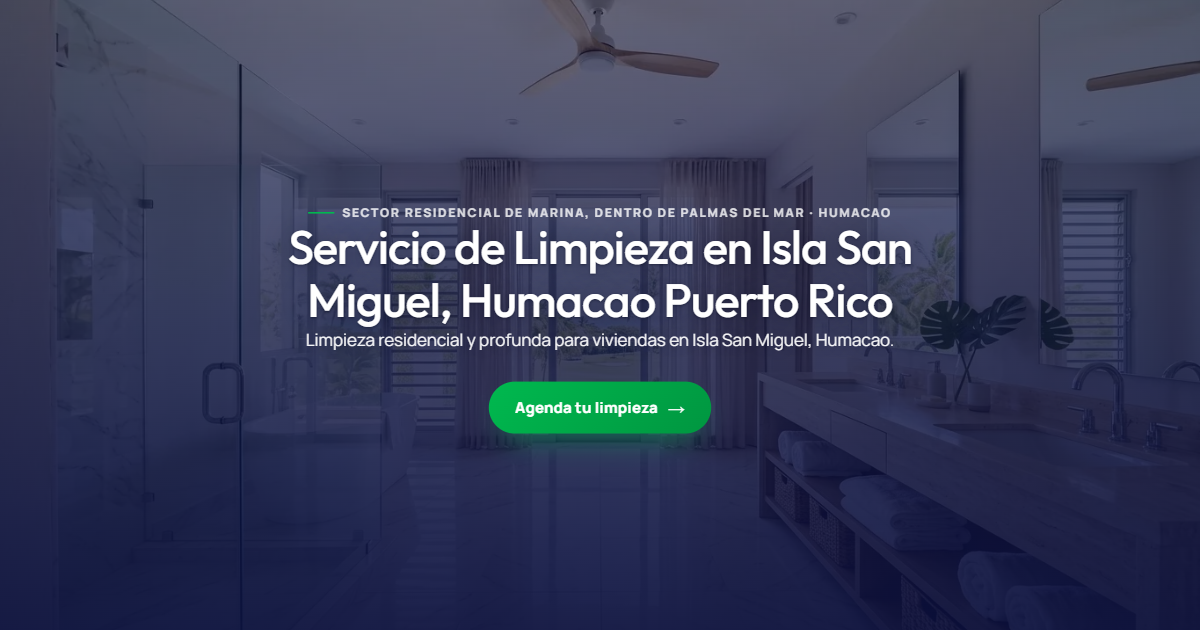 SECTOR RESIDENCIAL DE MARINA, DENTRO DE PALMAS DEL MAR · HUMACAO
Servicio de Limpieza en Isla San
Miguel, Humacao Puerto Rico
Limpieza residencial y profunda para viviendas en Isla San Miguel, Humacao.
Agenda tu limpieza →